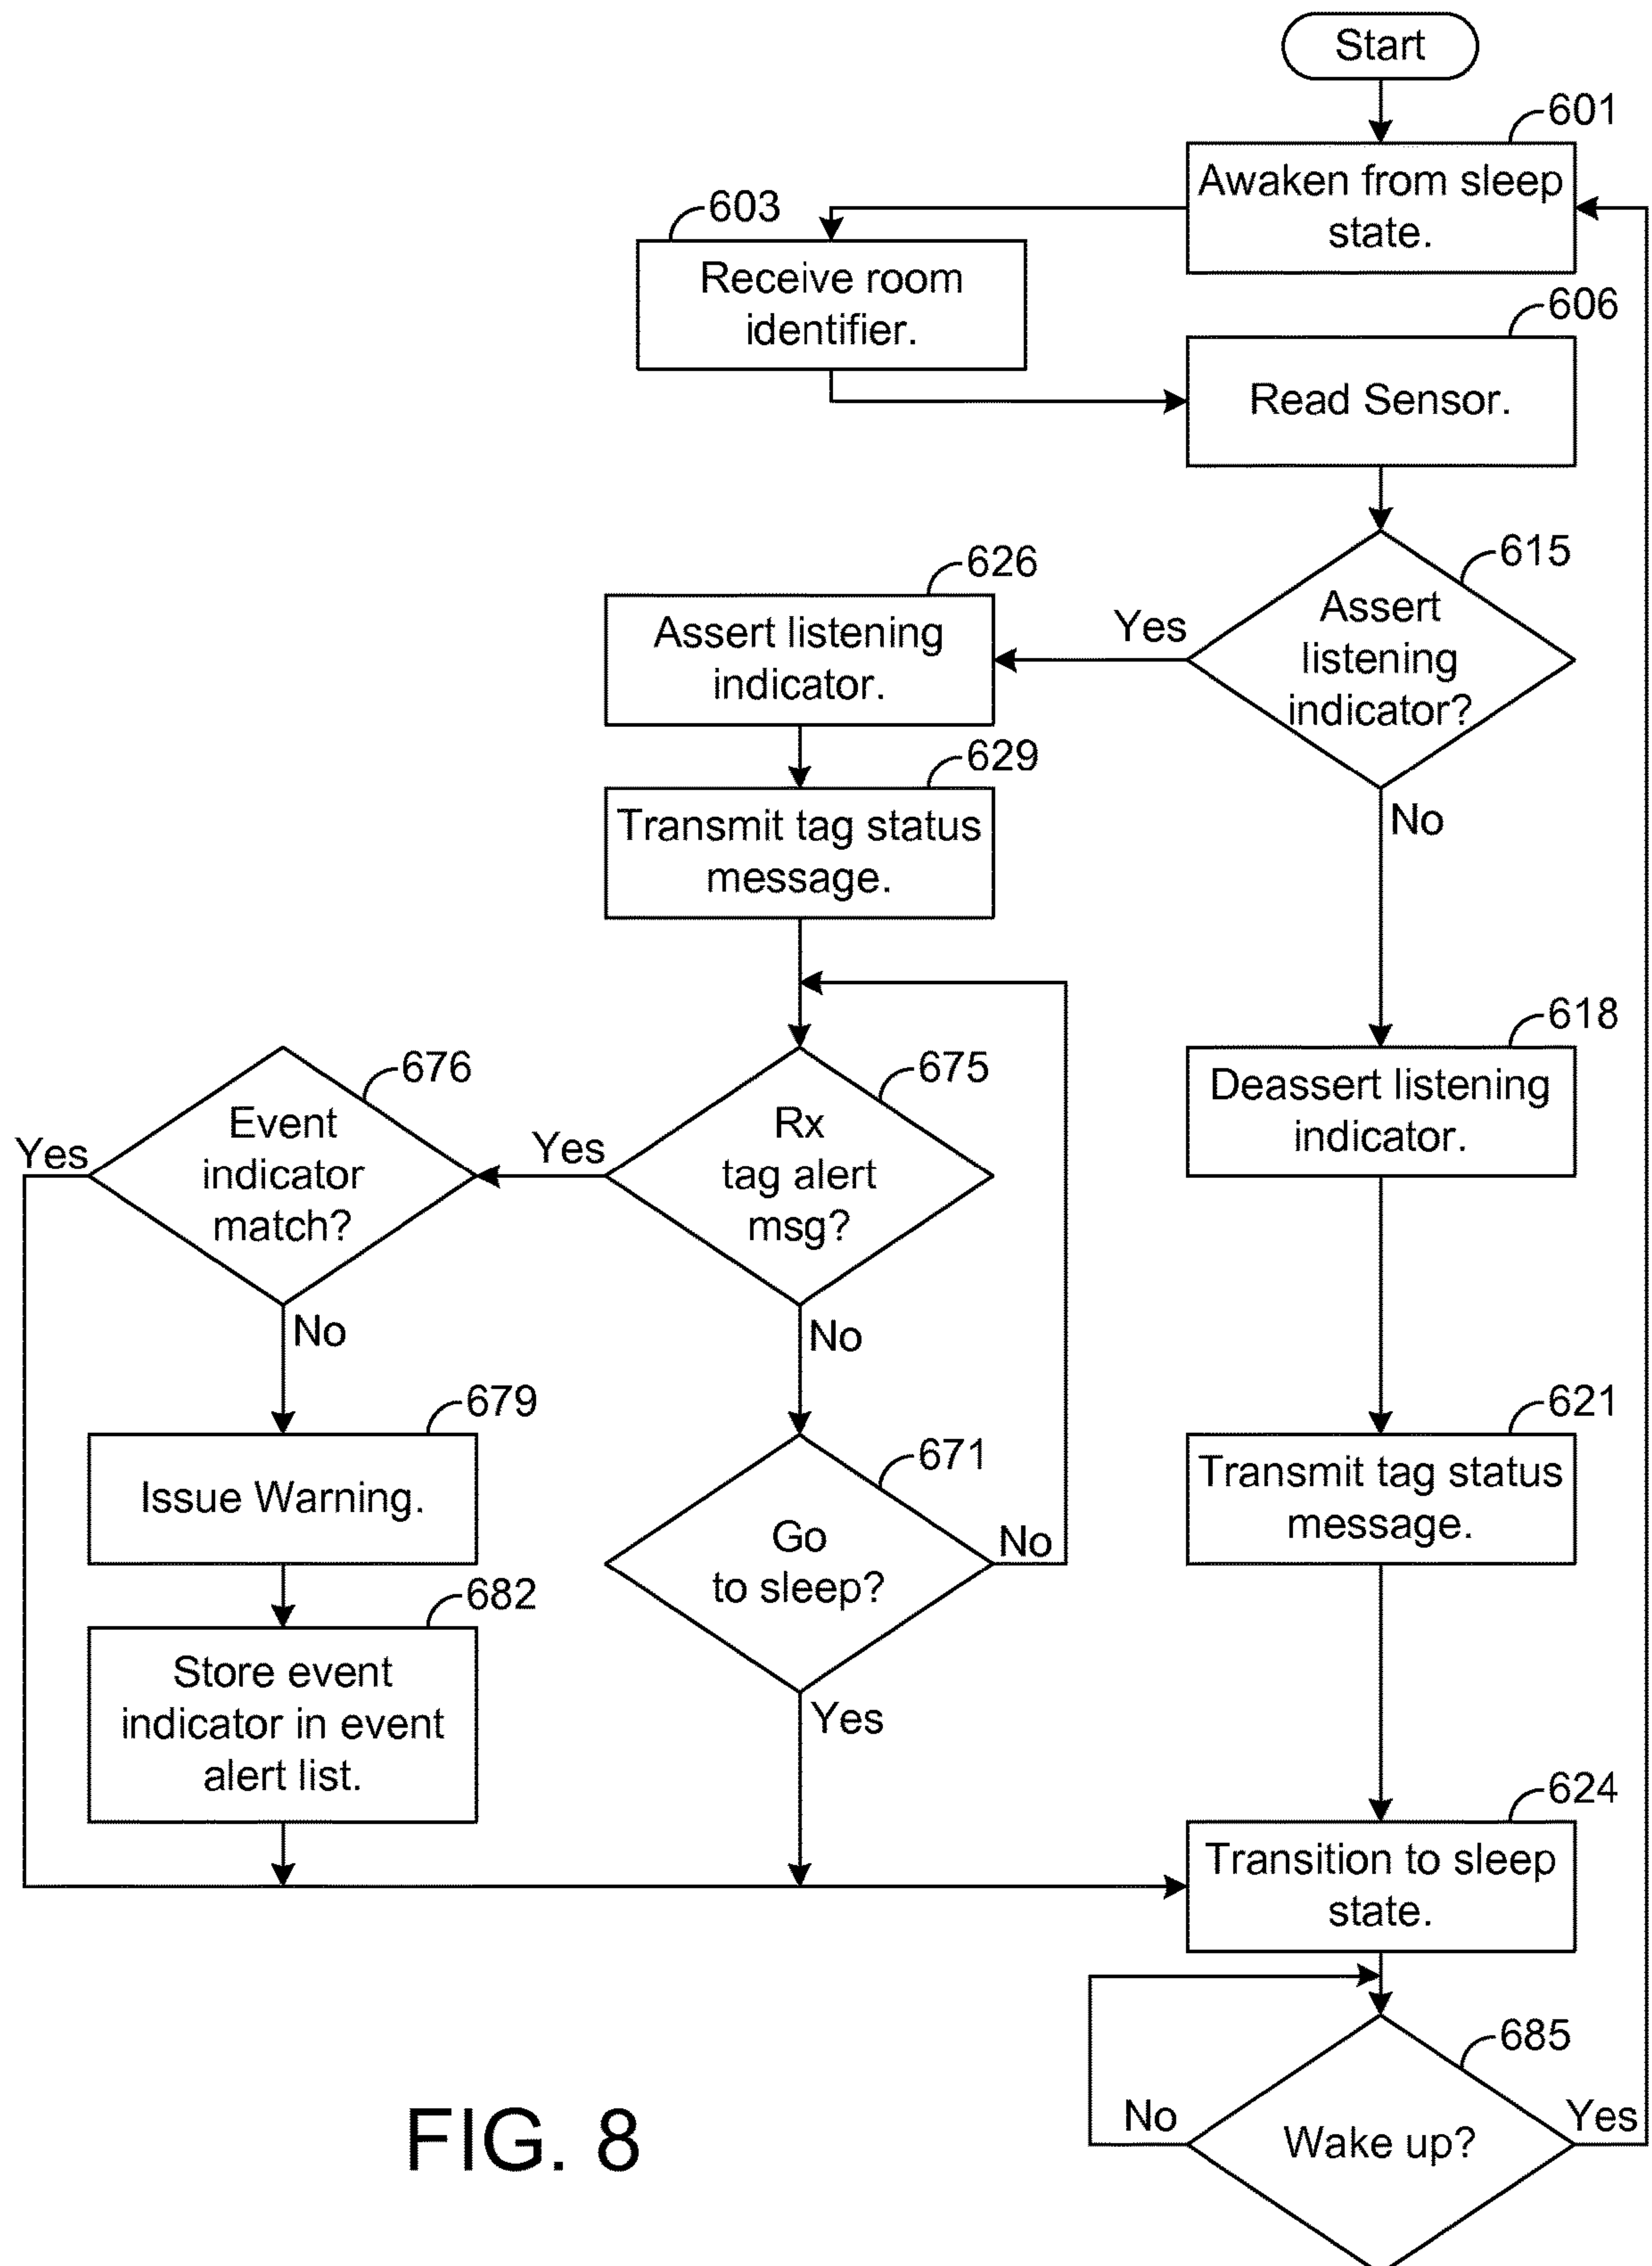 Start
601
Awaken from sleep
state.
603
Receive room
identifier.
606
Read Sensor.
615
Assert
listening
indicator?
Yes
No
626
Assert listening
indicator.
629
Transmit tag status
message.
618
Deassert listening
indicator.
676
Event
indicator
match?
Yes
No
675
Rx
tag alert
msg?
Yes
No
679
Issue Warning.
671
Go
to sleep?
No
Yes
621
Transmit tag status
message.
682
Store event
indicator in event
alert list.
624
Transition to sleep
state.
685
Wake up?
No
Yes
FIG. 8